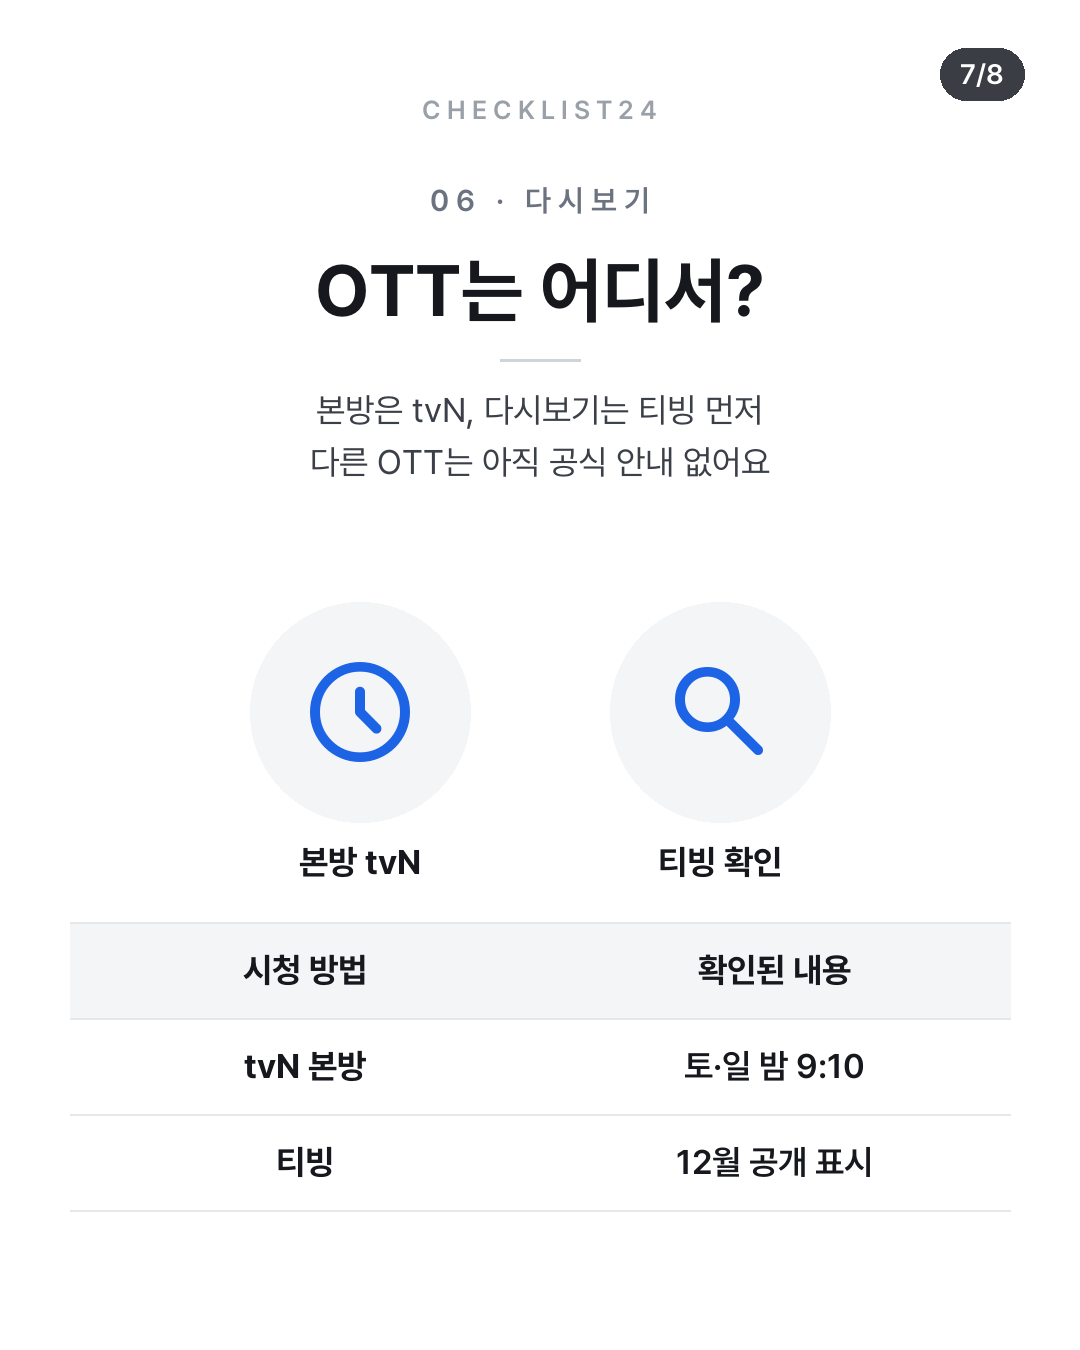 7/8
CHECKLIST24
06 · 다시보기
OTT는 어디서?
본방은 tvN, 다시보기는 티빙 먼저
다른 OTT는 아직 공식 안내 없어요
본방 tvN
티빙 확인
시청 방법 확인된 내용
tvN 본방 토·일 밤 9:10
티빙 12월 공개 표시